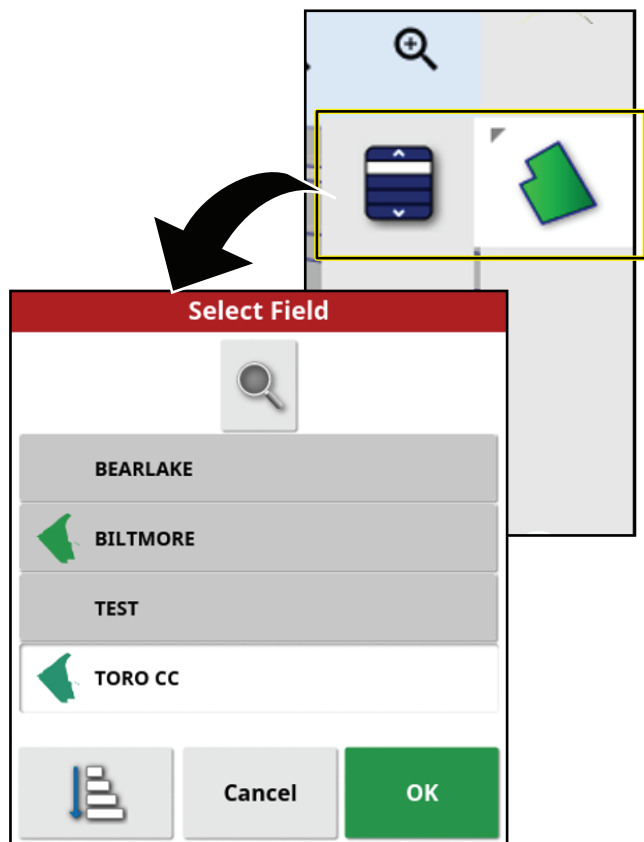 Select Field
BEARLAKE
BILTMORE
TEST
TORO CC
Cancel
OK